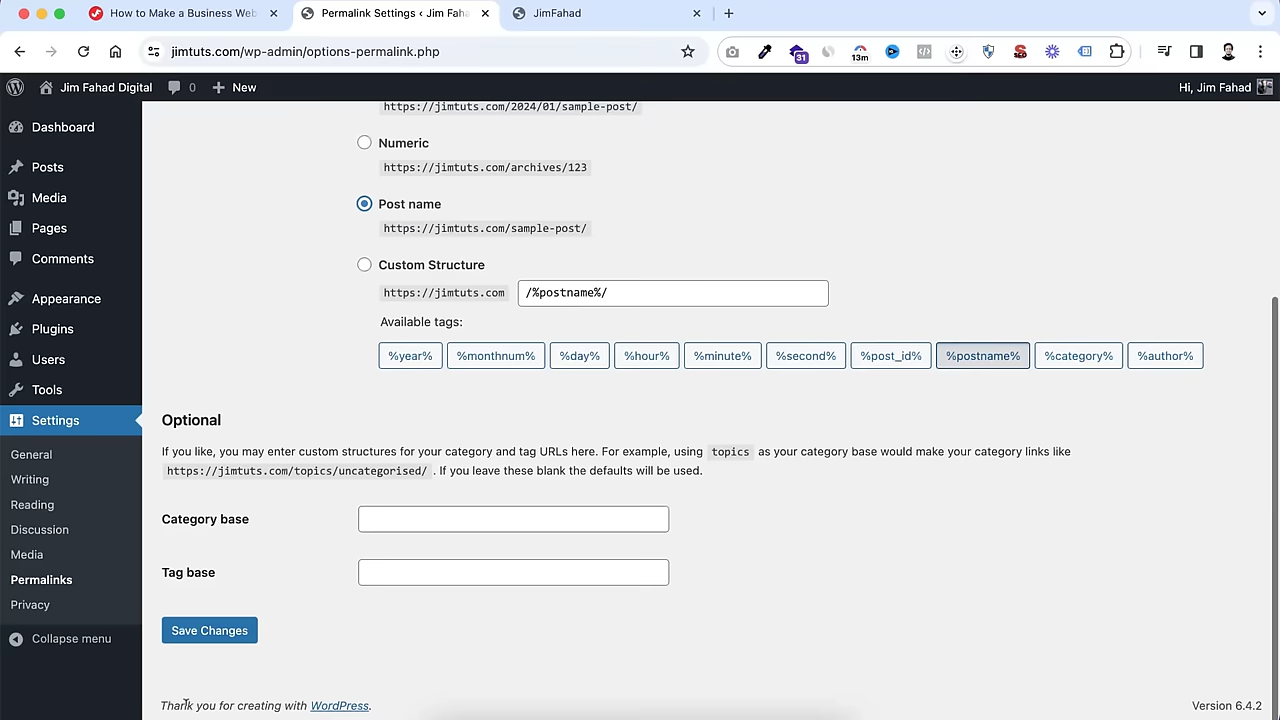 How to Make a Business Web
Permalink Settings ‹ Jim Faha
JimFahad
jimtuts.com/wp-admin/options-permalink.php
31
13m
Jim Fahad Digital
0
New
Hi, Jim Fahad
Dashboard
Posts
Media
Pages
Comments
Appearance
Plugins
Users
Tools
Settings
General
Writing
Reading
Discussion
Media
Permalinks
Privacy
Collapse menu
https://jimtuts.com/2024/01/sample-post/
Numeric
https://jimtuts.com/archives/123
Post name
https://jimtuts.com/sample-post/
Custom Structure
https://jimtuts.com /%postname%/
Available tags:
%year% %monthnum% %day% %hour% %minute% %second% %post_id% %postname% %category% %author%
Optional
If you like, you may enter custom structures for your category and tag URLs here. For example, using topics as your category base would make your category links like
https://jimtuts.com/topics/uncategorised/ . If you leave these blank the defaults will be used.
Category base
Tag base
Save Changes
Thank you for creating with WordPress.
Version 6.4.2